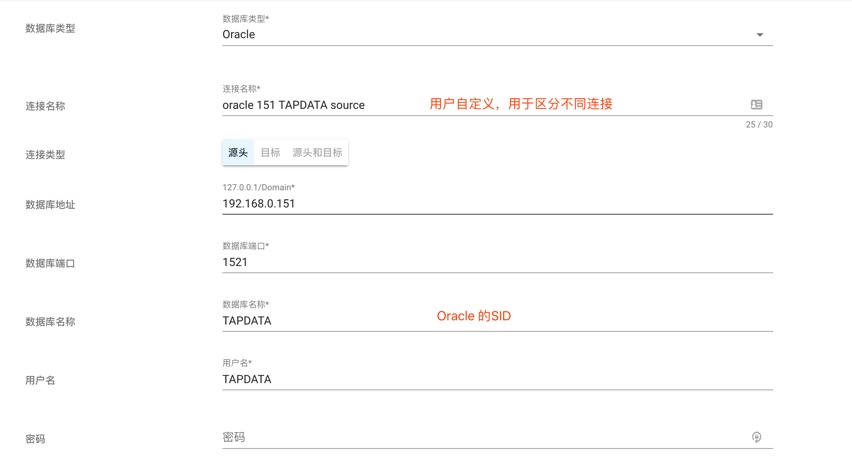 数据库类型
数据库类型*
Oracle
连接名称
连接名称*
oracle 151 TAPDATA source
用户自定义，用于区分不同连接
25 / 30
连接类型
源头 目标 源头和目标
数据库地址
127.0.0.1/Domain*
192.168.0.151
数据库端口
数据库端口*
1521
数据库名称
数据库名称*
TAPDATA
Oracle 的SID
用户名
用户名*
TAPDATA
密码
密码